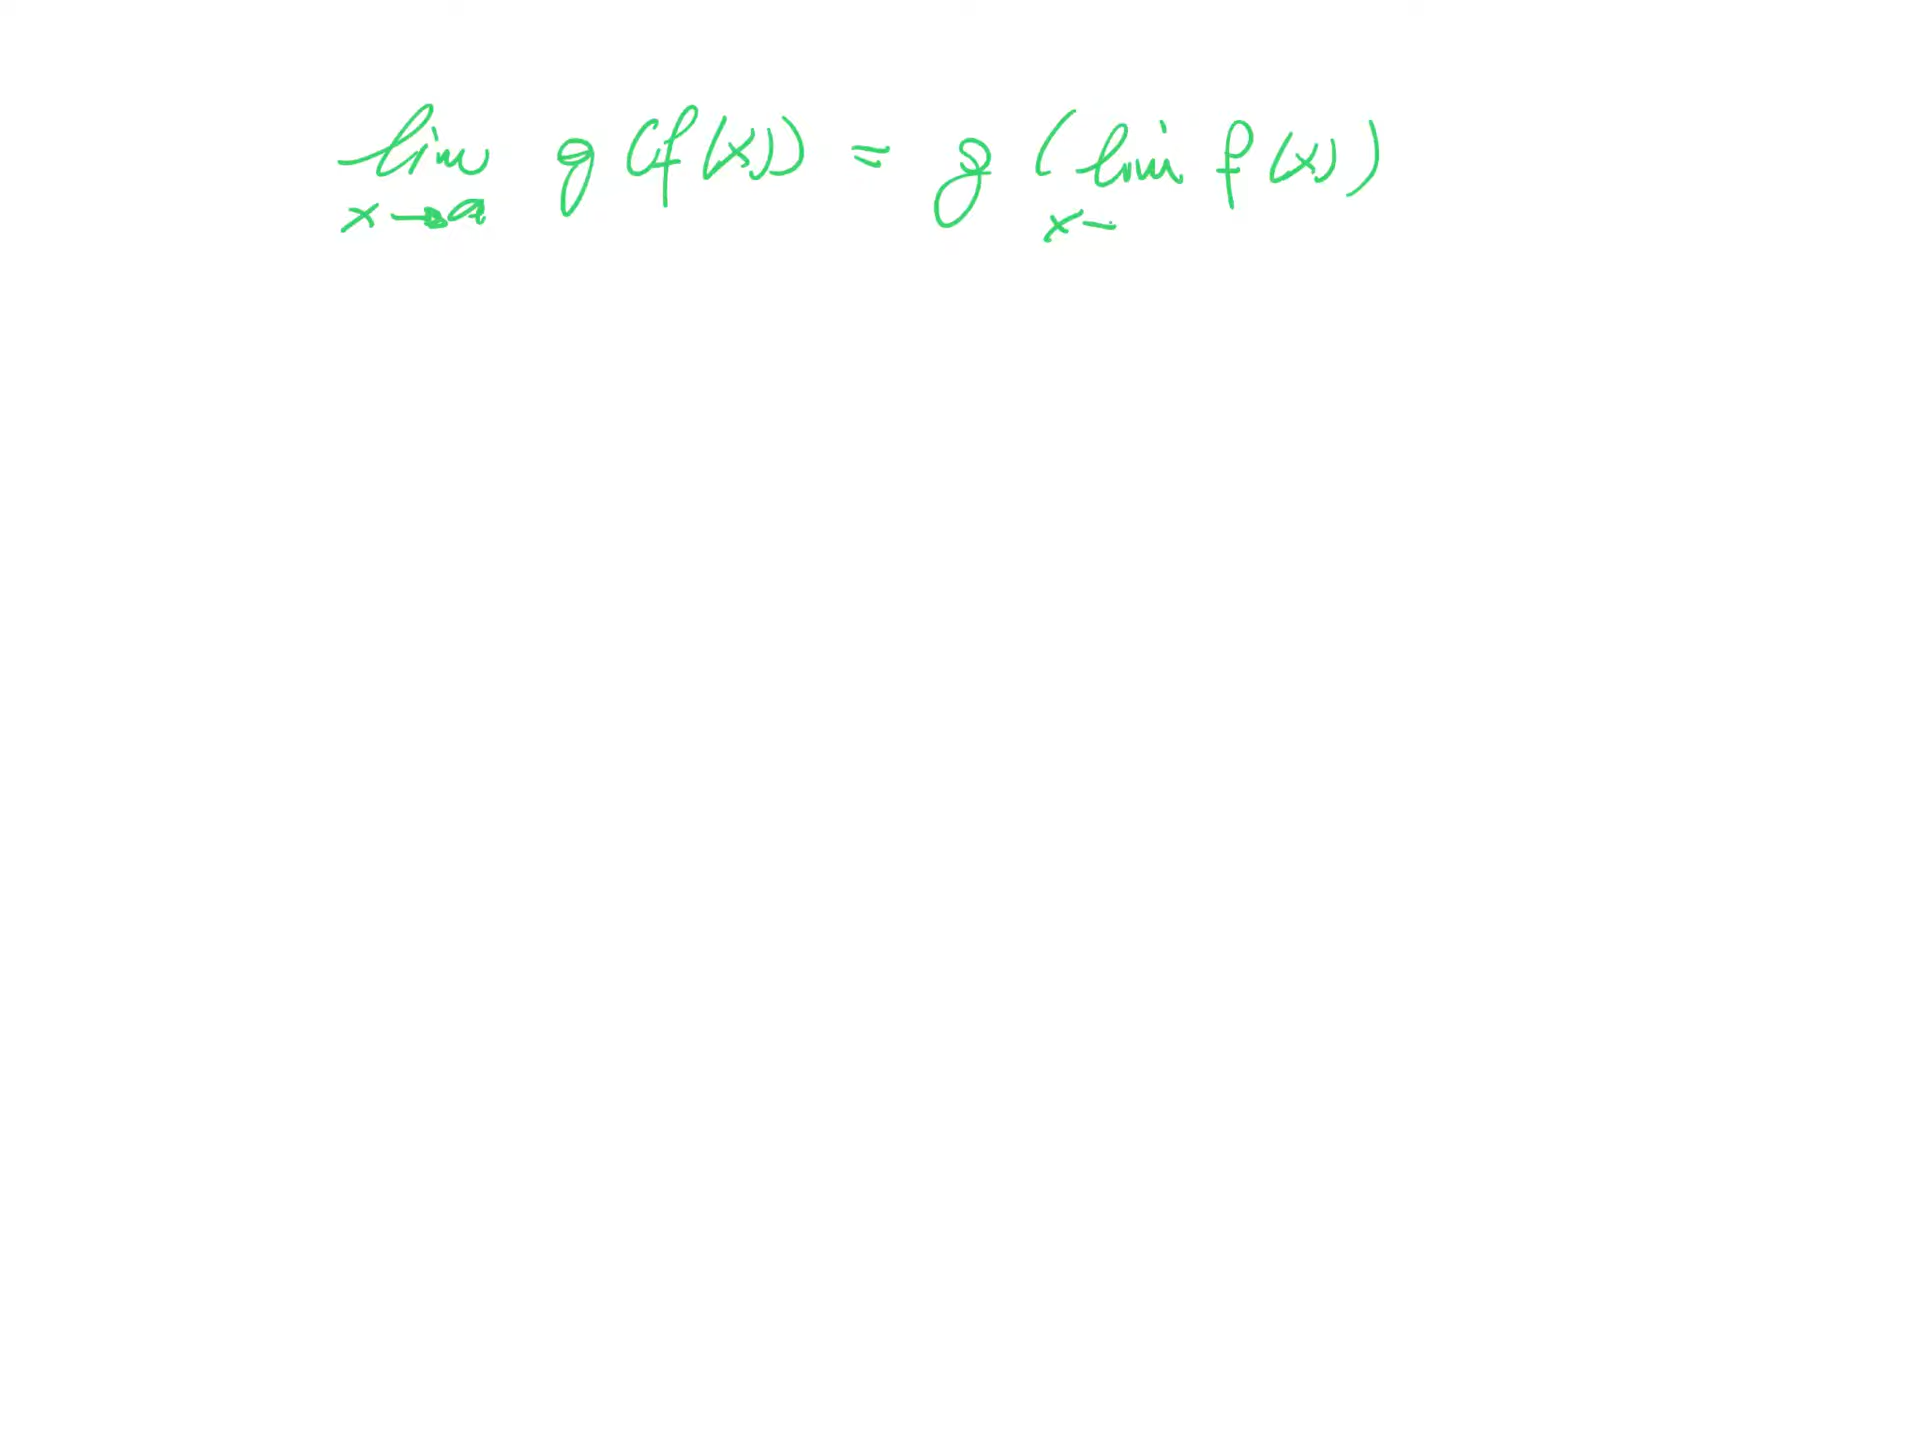 lim g(f(x)) = g(lim f(x))
x→a x-